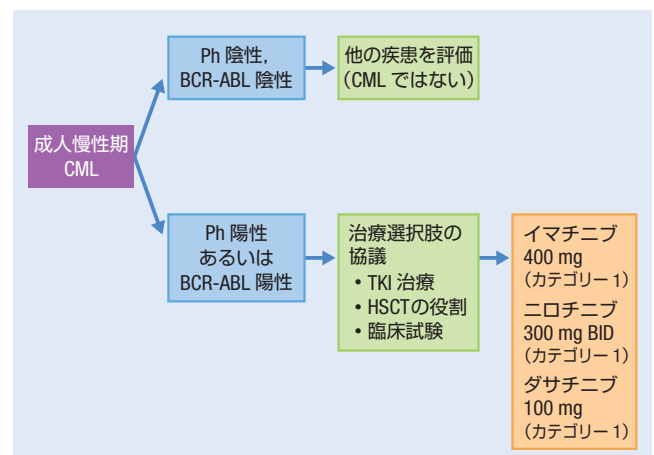 成人慢性期
CML
Ph 陰性，
BCR-ABL 陰性
他の疾患を評価
（CML ではない）
Ph 陽性
あるいは
BCR-ABL 陽性
治療選択肢の
協議
・TKI 治療
・HSCTの役割
・臨床試験
イマチニブ
400 mg
（カテゴリー 1）
ニロチニブ
300 mg BID
（カテゴリー 1）
ダサチニブ
100 mg
（カテゴリー 1）